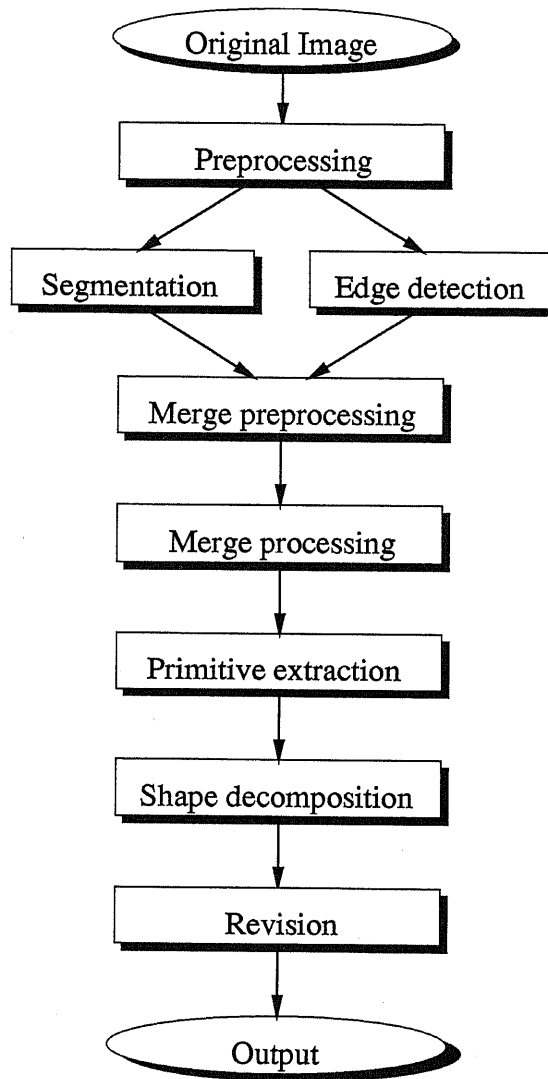 Original Image
Preprocessing
Segmentation
Edge detection
Merge preprocessing
Merge processing
Primitive extraction
Shape decomposition
Revision
Output